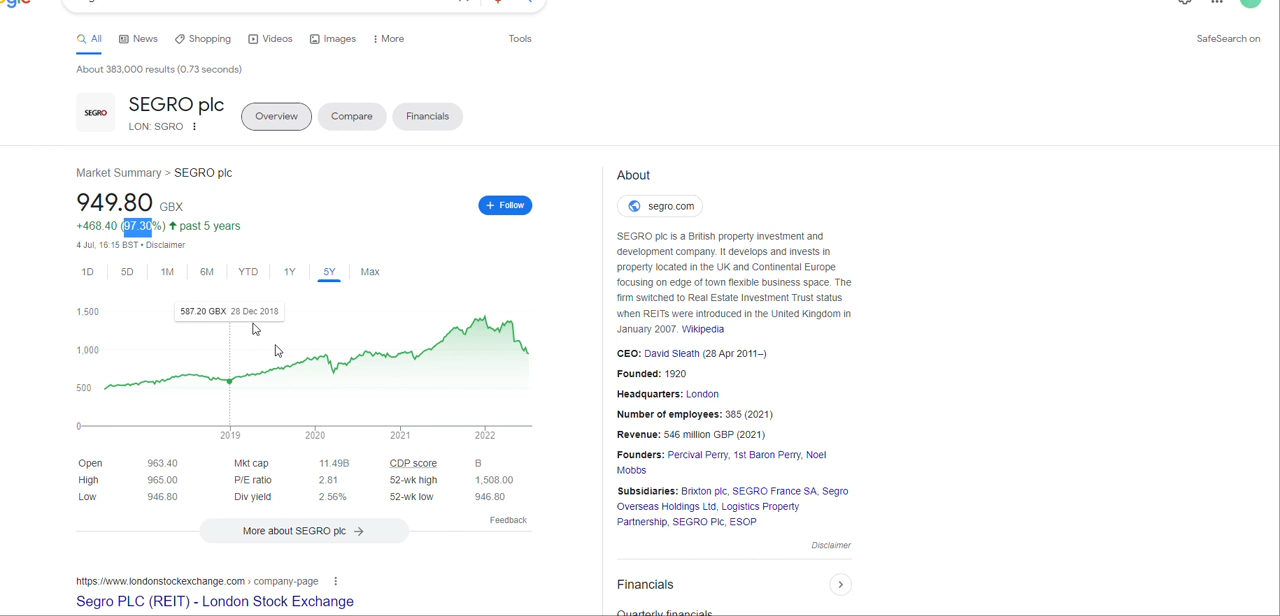 All News Shopping Videos Images More Tools SafeSearch on
About 383,000 results (0.73 seconds)
SEGRO
SEGRO plc
LON: SGRO
Overview Compare Financials
Market Summary > SEGRO plc
949.80 GBX
+468.40 (97.30%) past 5 years
4 Jul, 16:15 BST • Disclaimer
+ Follow
1D 5D 1M 6M YTD 1Y 5Y Max
587.20 GBX 28 Dec 2018
1,500
1,000
500
0
2019 2020 2021 2022
Open 963.40 Mkt cap 11.49B CDP score B
High 965.00 P/E ratio 2.81 52-wk high 1,508.00
Low 946.80 Div yield 2.56% 52-wk low 946.80
Feedback
More about SEGRO plc
https://www.londonstockexchange.com › company-page
Segro PLC (REIT) - London Stock Exchange
About
segro.com
SEGRO plc is a British property investment and
development company. It develops and invests in
property located in the UK and Continental Europe
focusing on edge of town flexible business space. The
firm switched to Real Estate Investment Trust status
when REITs were introduced in the United Kingdom in
January 2007. Wikipedia
CEO: David Sleath (28 Apr 2011–)
Founded: 1920
Headquarters: London
Number of employees: 385 (2021)
Revenue: 546 million GBP (2021)
Founders: Percival Perry, 1st Baron Perry, Noel
Mobbs
Subsidiaries: Brixton plc, SEGRO France SA, Segro
Overseas Holdings Ltd, Logistics Property
Partnership, SEGRO Plc, ESOP
Disclaimer
Financials
Quarterly financials